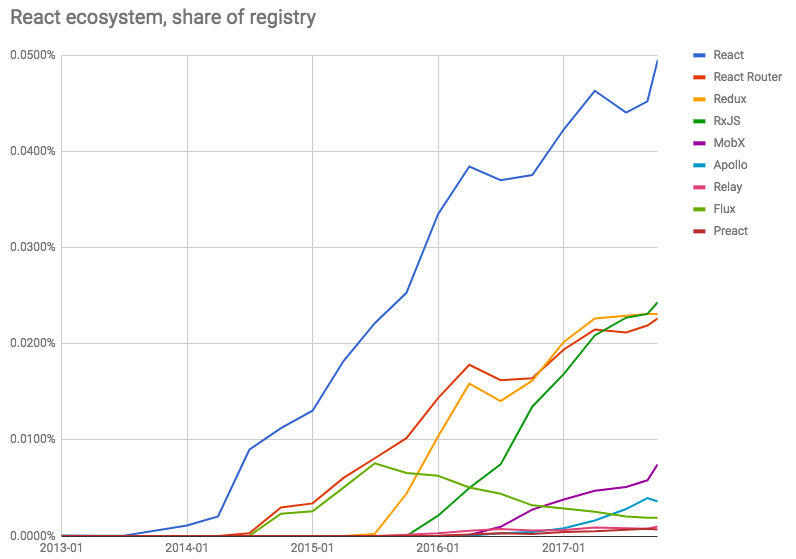 React ecosystem, share of registry
0.0500%
0.0400%
0.0300%
0.0200%
0.0100%
0.0000%
2013-01 2014-01 2015-01 2016-01 2017-01
React
React Router
Redux
RxJS
MobX
Apollo
Relay
Flux
Preact